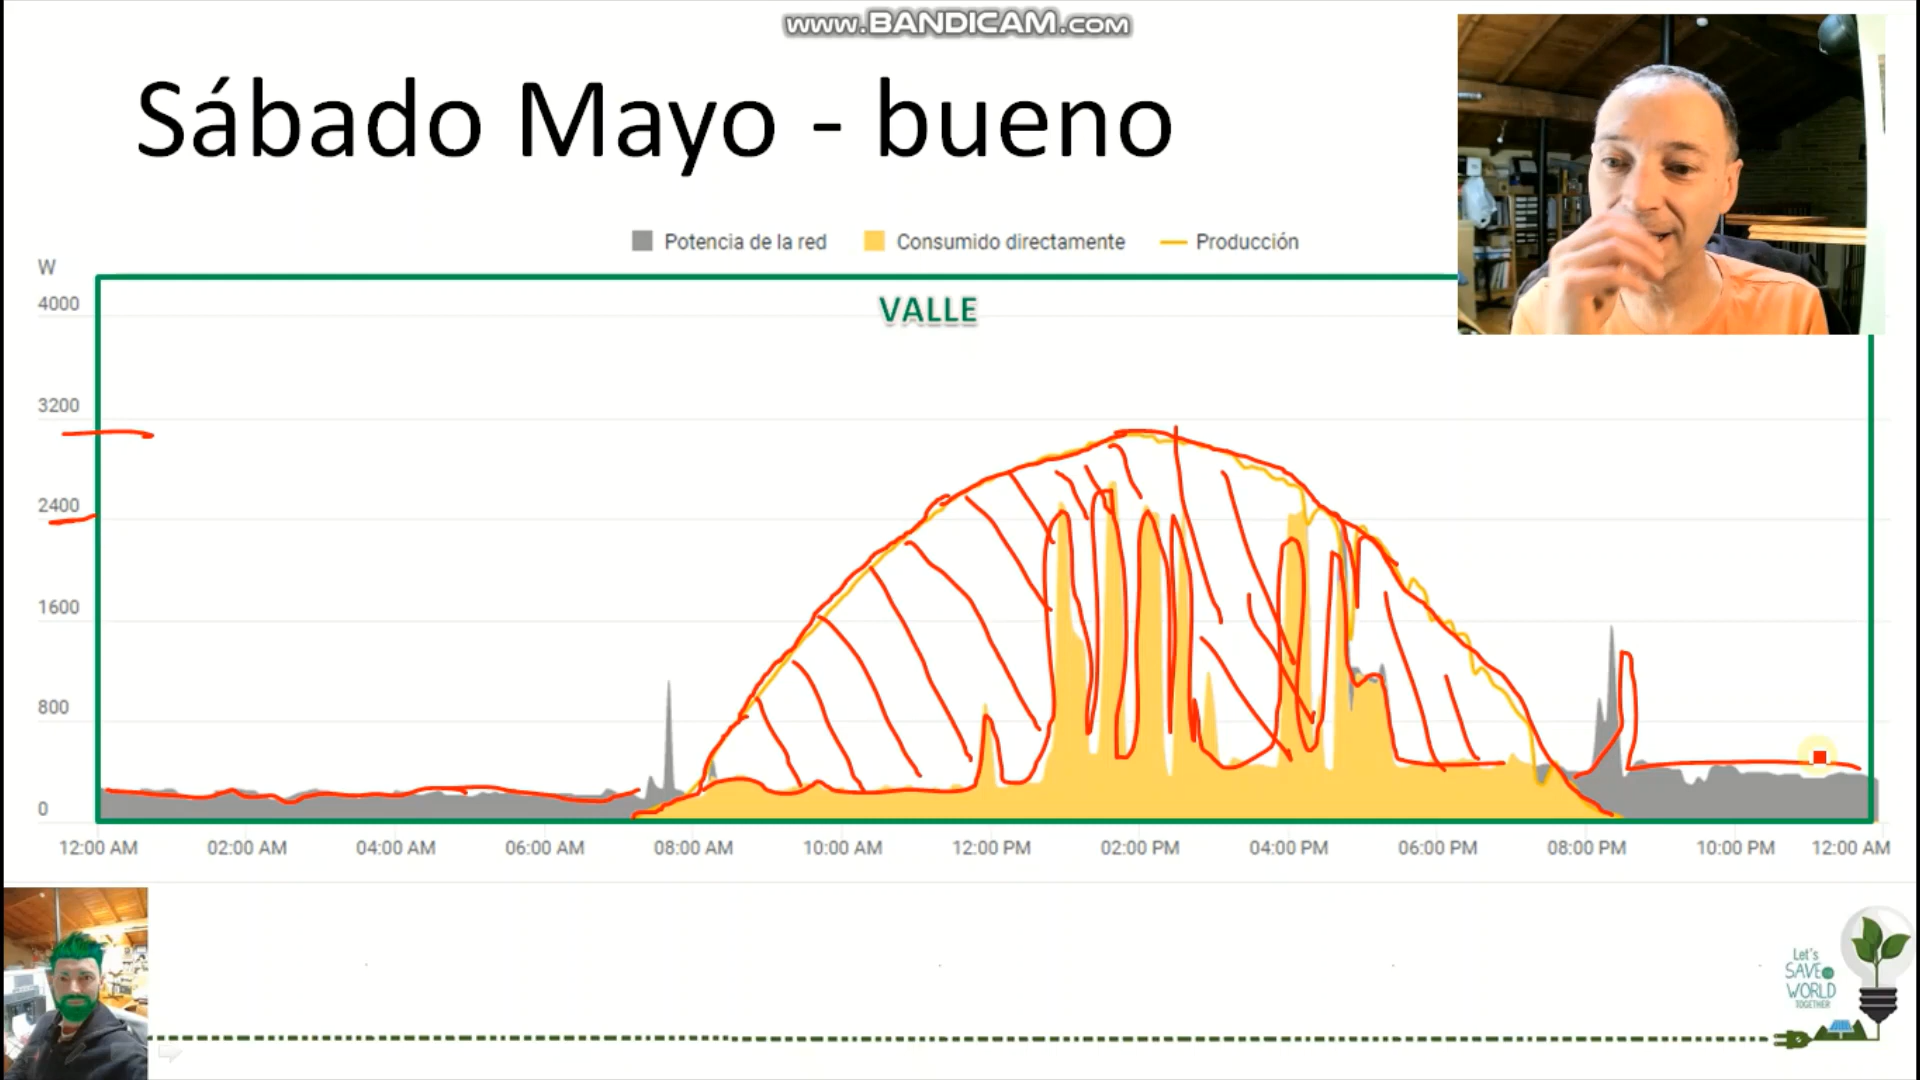 www.BANDICAM.com
Sábado Mayo - bueno
Potencia de la red Consumido directamente Producción
W
VALLE
4000
3200
2400
1600
800
0
12:00 AM 02:00 AM 04:00 AM 06:00 AM 08:00 AM 10:00 AM 12:00 PM 02:00 PM 04:00 PM 06:00 PM 08:00 PM 10:00 PM 12:00 AM
Let's
SAVE
WORLD
TOGETHER